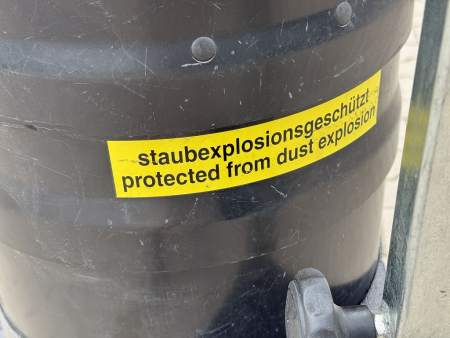 staubexplosionsgeschützt
protected from dust explosion